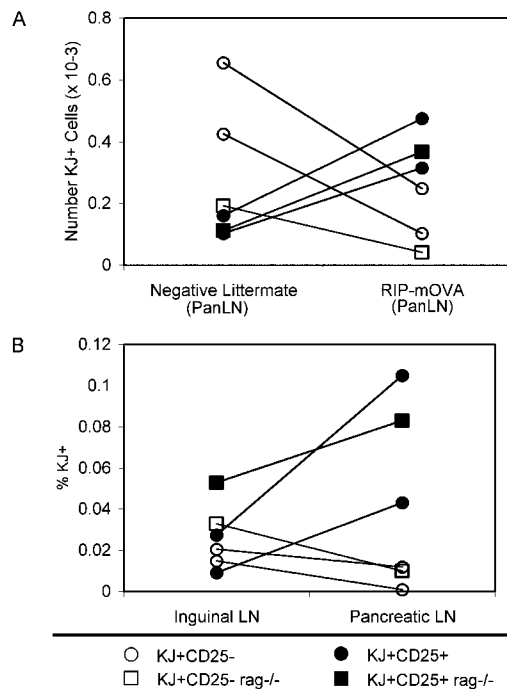 A
Number KJ+ Cells (x 10-3)
0.8
0.6
0.4
0.2
0
Negative Littermate
(PanLN)
RIP-mOVA
(PanLN)
B
% KJ+
0.12
0.1
0.08
0.06
0.04
0.02
0
Inguinal LN
Pancreatic LN
KJ+CD25-
KJ+CD25+
KJ+CD25- rag-/-
KJ+CD25+ rag-/-